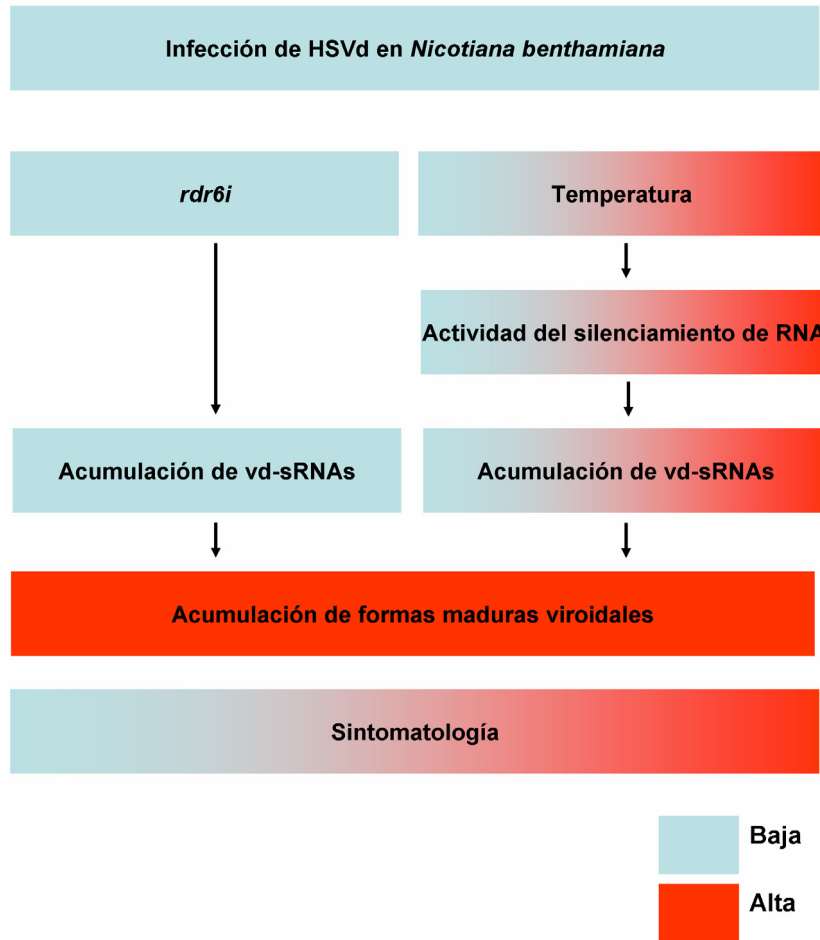 Infección de HSVd en Nicotiana benthamiana
rdr6i
Temperatura
Actividad del silenciamiento de RNA
Acumulación de vd-sRNAs
Acumulación de vd-sRNAs
Acumulación de formas maduras viroidales
Sintomatología
Baja
Alta